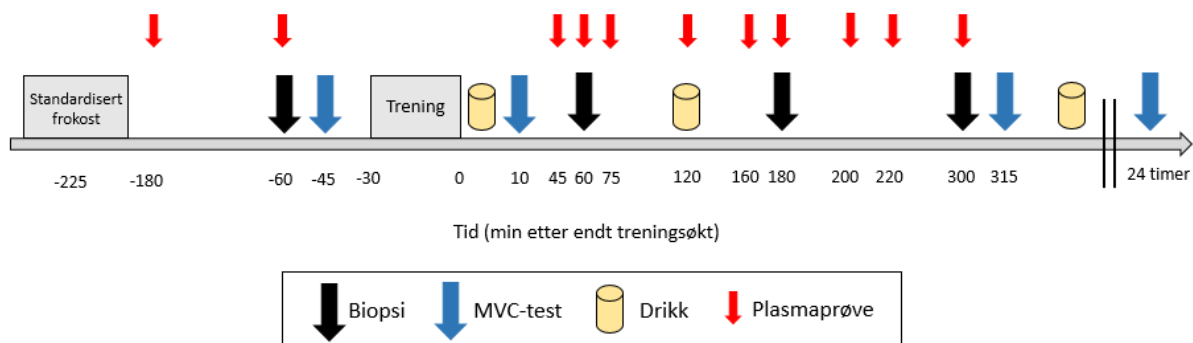 Standardisert
frokost
Trening
-225 -180 -60 -45 -30 0 10 45 60 75 120 160 180 200 220 300 315 24 timer
Tid (min etter endt treningsøkt)
Biopsi MVC-test Drikk Plasmaprøve